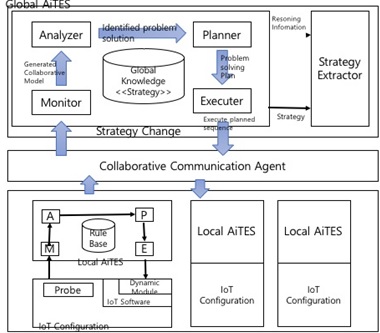 Global AiTES
Analyzer
Identified problem
solution
Planner
Resoning
Infomation
Generated
Collaborative
Model
Global
Knowledge
<<Strategy>>
Problem
solving
Plan
Strategy
Extractor
Monitor
Executer
Execute planned
sequence
Strategy
Strategy Change
Collaborative Communication Agent
A
P
Rule
Base
M
E
Local AiTES
Probe
Dynamic
Module
IoT Software
IoT Configuration
Local AiTES
IoT
Configuration
Local AiTES
IoT
Configuration